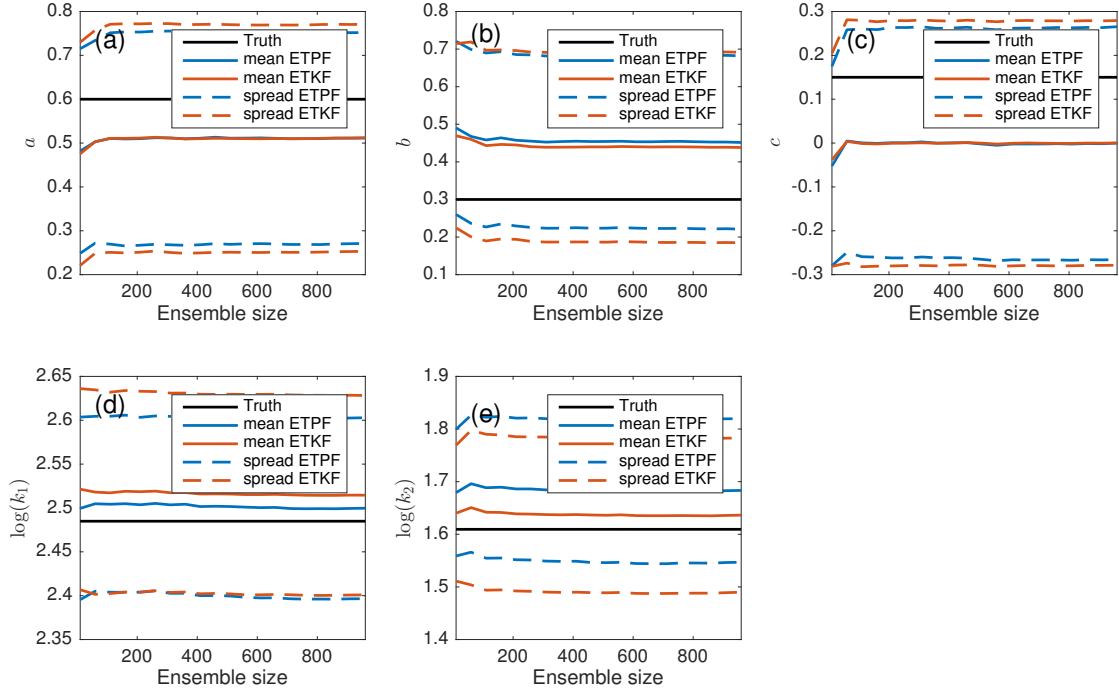 0.8
0.7
0.6
0.5
0.4
0.3
0.2
a
(a)
Truth
mean ETPF
mean ETKF
spread ETPF
spread ETKF
200 400 600 800
Ensemble size
0.8
0.7
0.6
0.5
0.4
0.3
0.2
0.1
b
(b)
Truth
mean ETPF
mean ETKF
spread ETPF
spread ETKF
200 400 600 800
Ensemble size
0.3
0.2
0.1
0
-0.1
-0.2
-0.3
c
(c)
Truth
mean ETPF
mean ETKF
spread ETPF
spread ETKF
200 400 600 800
Ensemble size
2.65
2.6
2.55
2.5
2.45
2.4
2.35
log(k₁)
(d)
Truth
mean ETPF
mean ETKF
spread ETPF
spread ETKF
200 400 600 800
Ensemble size
1.9
1.8
1.7
1.6
1.5
1.4
log(k₂)
(e)
Truth
mean ETPF
mean ETKF
spread ETPF
spread ETKF
200 400 600 800
Ensemble size